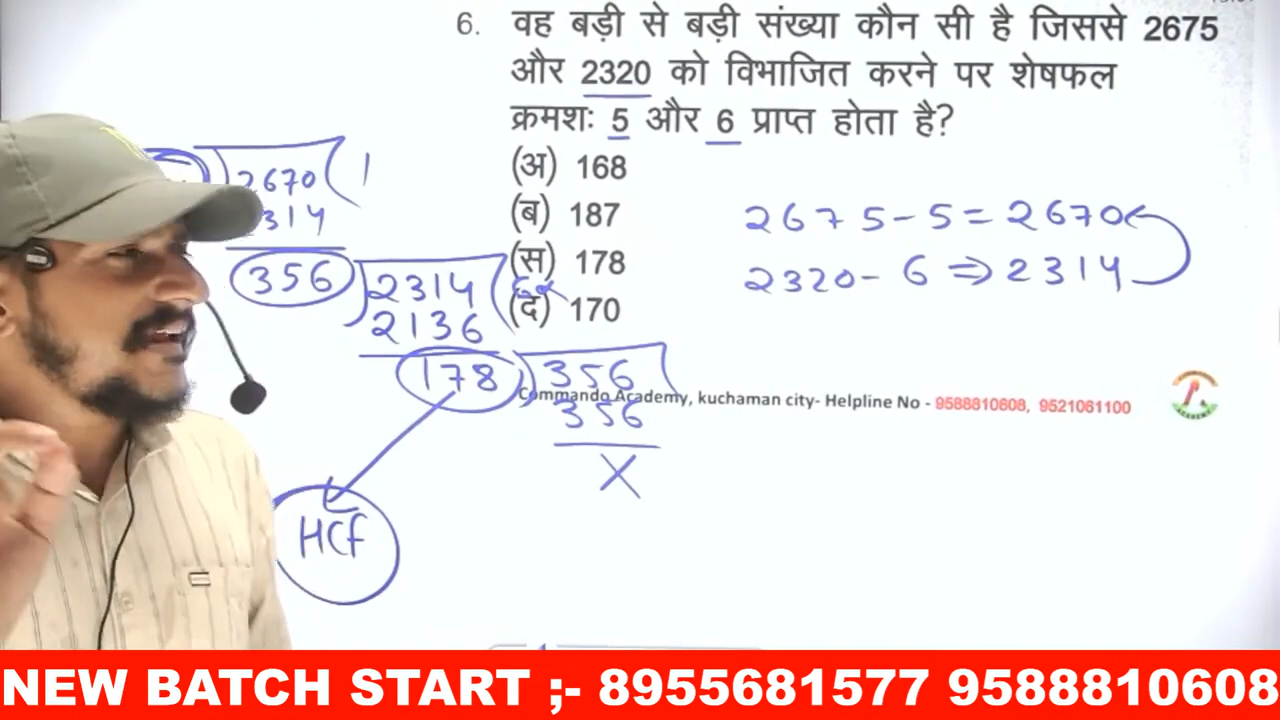 6. वह बड़ी से बड़ी संख्या कौन सी है जिससे 2675
और 2320 को विभाजित करने पर शेषफल
क्रमशः 5 और 6 प्राप्त होता है?
(अ) 168
(ब) 187
(स) 178
(द) 170
2675-5=2670
2320-6⇒2314
2670 ( 1
314
356 ) 2314 (
2136
178 ) 356 (
356
X
HCF
Commando Academy, kuchaman city- Helpline No - 9588810608, 9521061100
NEW BATCH START ;- 8955681577 9588810608